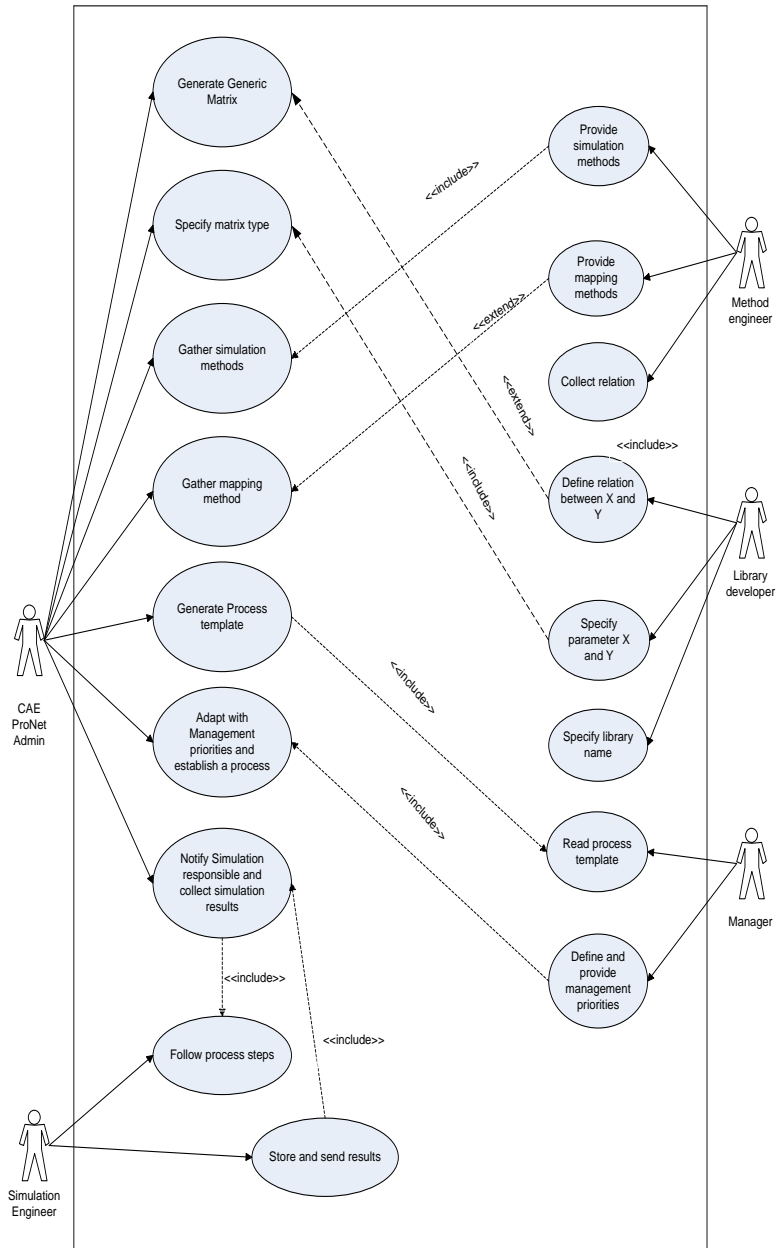 Generate Generic
Matrix
Provide
simulation
methods
<<include>>
Specify matrix type
Method
engineer
Provide
mapping
methods
<<extend>>
Gather simulation
methods
Collect relation
<<extend>>
<<include>>
Gather mapping
method
<<include>>
Define relation
between X and
Y
Library
developer
Generate Process
template
Specify
parameter X
and Y
<<include>>
CAE
ProNet
Admin
Adapt with
Management
priorities and
establish a process
Specify library
name
<<include>>
Read process
template
Notify Simulation
responsible and
collect simulation
results
Manager
Define and
provide
management
priorities
<<include>>
<<include>>
Follow process steps
Store and send results
Simulation
Engineer